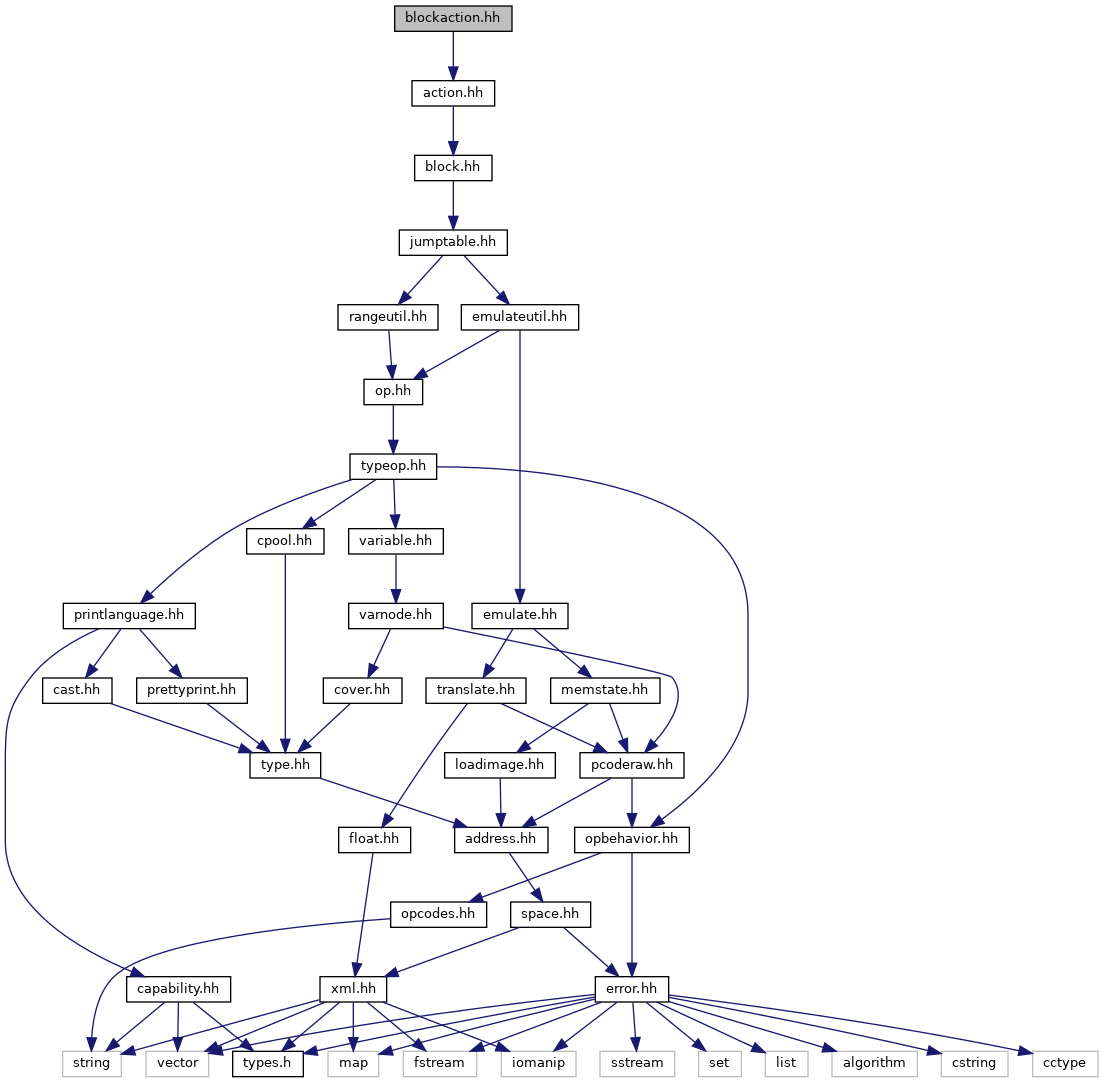 blockaction.hh
action.hh
block.hh
jumptable.hh
rangeutil.hh
emulateutil.hh
op.hh
typeop.hh
cpool.hh
variable.hh
printlanguage.hh
varnode.hh
emulate.hh
cast.hh
prettyprint.hh
cover.hh
translate.hh
memstate.hh
type.hh
loadimage.hh
pcoderaw.hh
float.hh
address.hh
opbehavior.hh
opcodes.hh
space.hh
capability.hh
xml.hh
error.hh
string
vector
types.h
map
fstream
iomanip
sstream
set
list
algorithm
cstring
cctype